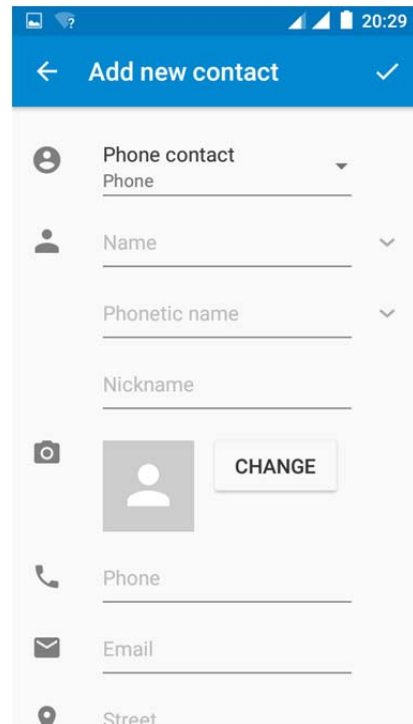 20:29
Add new contact
Phone contact
Phone
Name
Phonetic name
Nickname
CHANGE
Phone
Email
Street